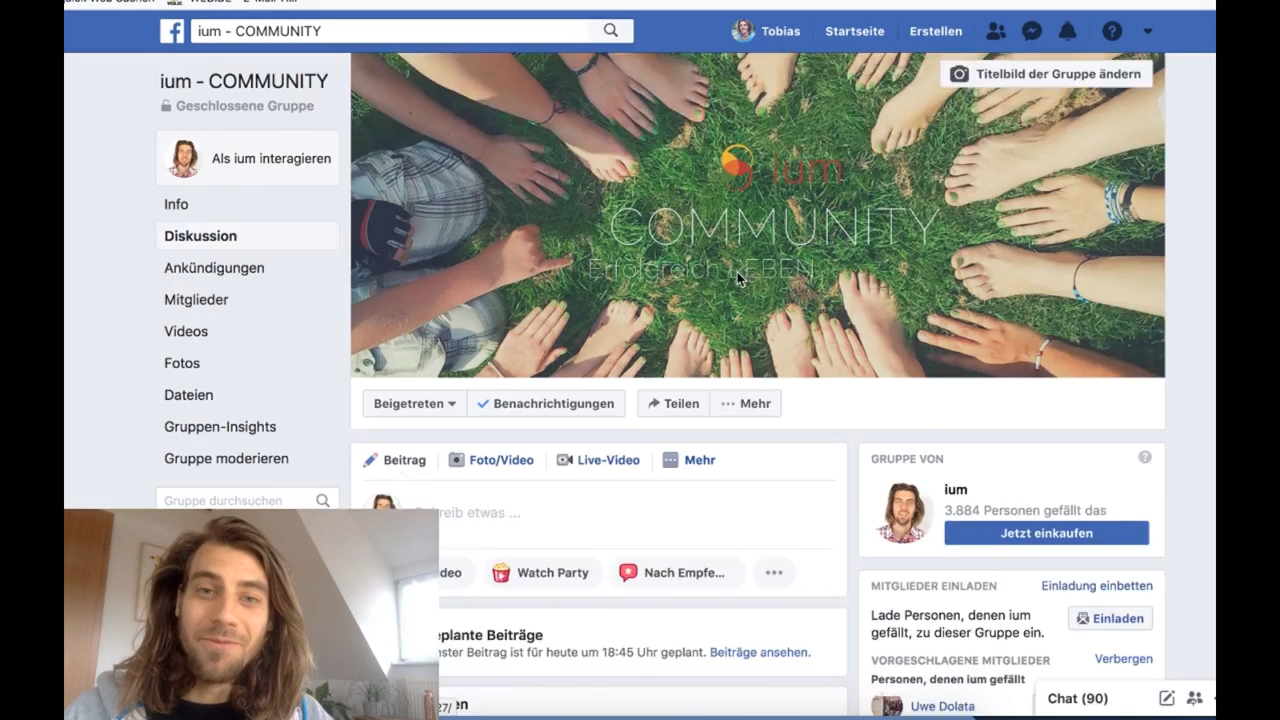 ium - COMMUNITY
Tobias
Startseite
Erstellen
ium - COMMUNITY
Geschlossene Gruppe
Als ium interagieren
Info
Diskussion
Ankündigungen
Mitglieder
Videos
Fotos
Dateien
Gruppen-Insights
Gruppe moderieren
Gruppe durchsuchen
Titelbild der Gruppe ändern
ium
COMMUNITY
Erfolgreich LEBEN
Beigetreten
Benachrichtigungen
Teilen
Mehr
Beitrag
Foto/Video
Live-Video
Mehr
etwas ...
Watch Party
Nach Empfe...
plante Beiträge
nster Beitrag ist für heute um 18:45 Uhr geplant. Beiträge ansehen.
GRUPPE VON
ium
3.884 Personen gefällt das
Jetzt einkaufen
MITGLIEDER EINLADEN
Einladung einbetten
Lade Personen, denen ium
gefällt, zu dieser Gruppe ein.
Einladen
VORGESCHLAGENE MITGLIEDER
Verbergen
Personen, denen ium gefällt
Uwe Dolata
Chat (90)